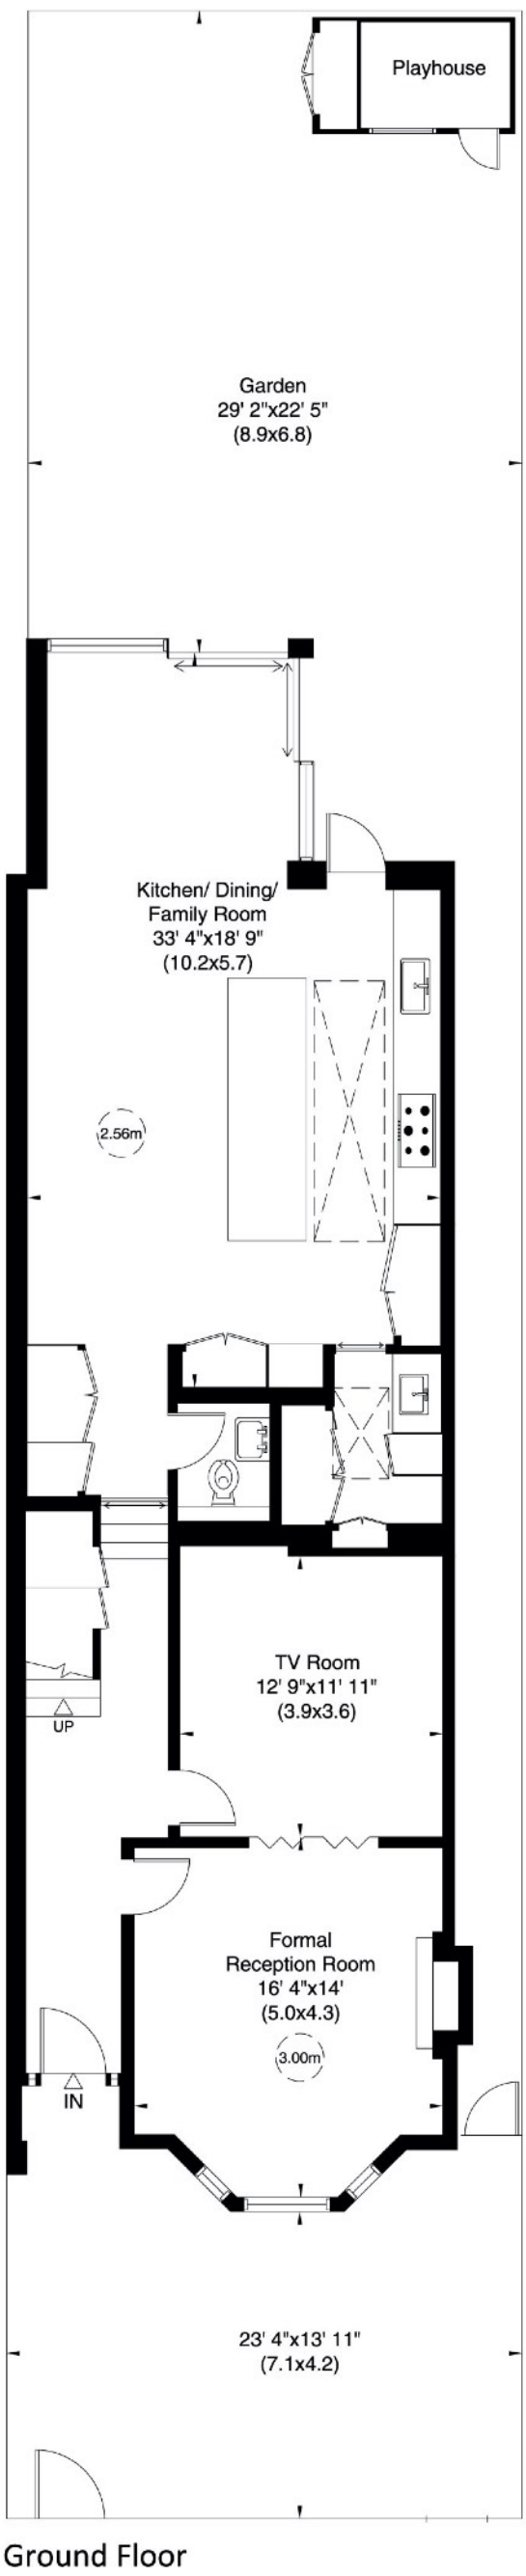 Playhouse
Garden
29' 2"x22' 5"
(8.9x6.8)
Kitchen/ Dining/
Family Room
33' 4"x18' 9"
(10.2x5.7)
2.56m
TV Room
12' 9"x11' 11"
(3.9x3.6)
UP
Formal
Reception Room
16' 4"x14'
(5.0x4.3)
3.00m
IN
23' 4"x13' 11"
(7.1x4.2)
Ground Floor